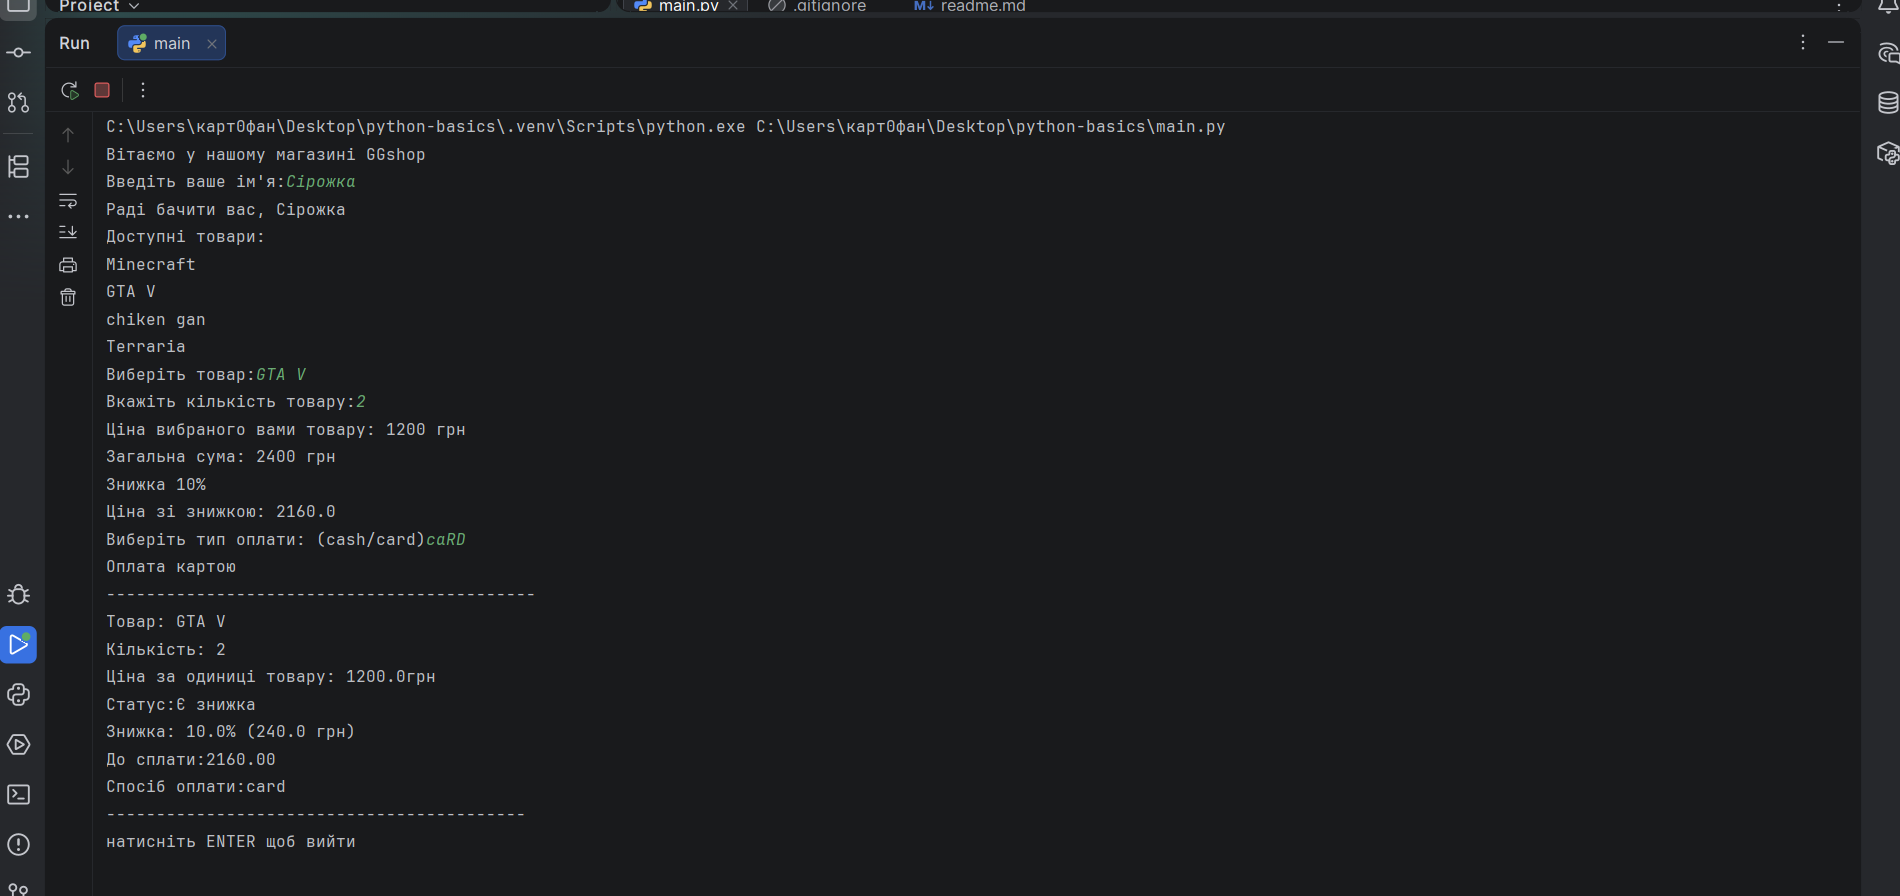 Project
main.py
.gitignore
M↓ readme.md
Run
main
C:\Users\карт0фан\Desktop\python-basics\.venv\Scripts\python.exe C:\Users\карт0фан\Desktop\python-basics\main.py
Вітаємо у нашому магазині GGshop
Введіть ваше ім'я:Сірожка
Раді бачити вас, Сірожка
Доступні товари:
Minecraft
GTA V
chiken gan
Terraria
Виберіть товар:GTA V
Вкажіть кількість товару:2
Ціна вибраного вами товару: 1200 грн
Загальна сума: 2400 грн
Знижка 10%
Ціна зі знижкою: 2160.0
Виберіть тип оплати: (cash/card)caRD
Оплата картою
-------------------------------------------
Товар: GTA V
Кількість: 2
Ціна за одиниці товару: 1200.0грн
Статус:Є знижка
Знижка: 10.0% (240.0 грн)
До сплати:2160.00
Спосіб оплати:card
------------------------------------------
натисніть ENTER щоб вийти